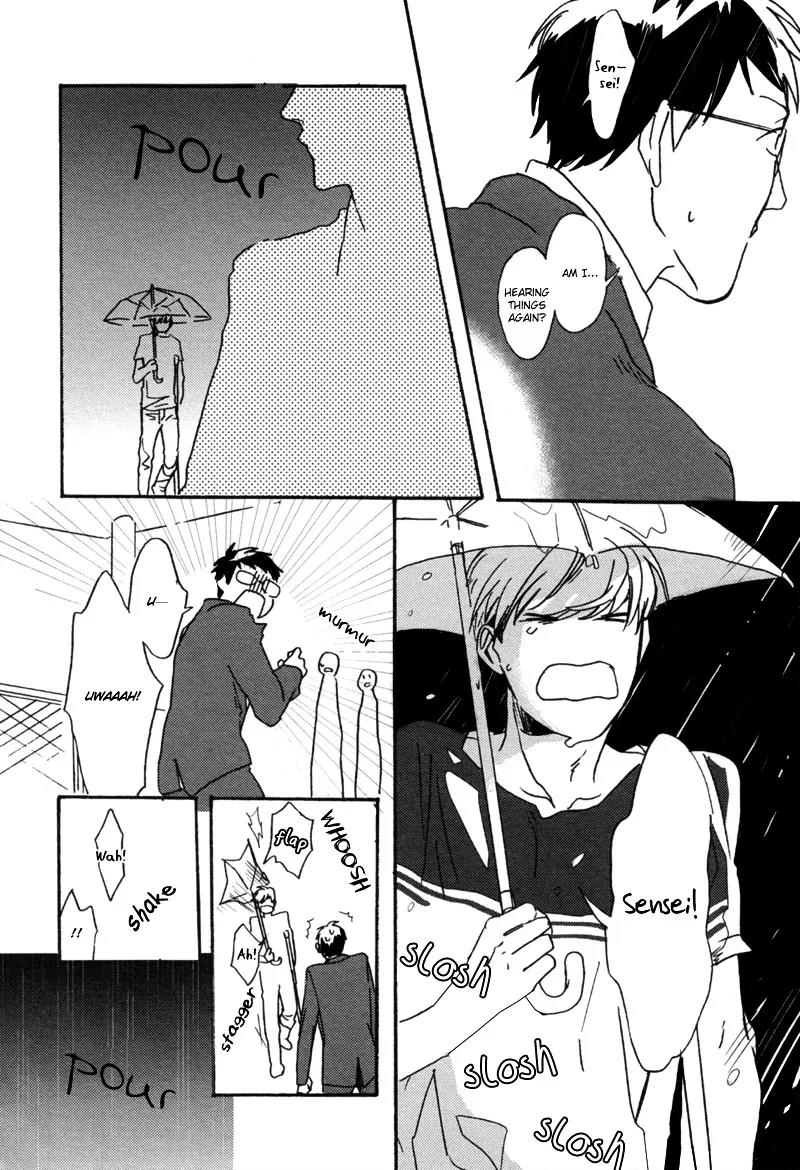 Sen-
sei!
AM I...
HEARING
THINGS
AGAIN?
pour
Sensei!
slosh
slosh
slosh
U...
UWAAAH!
murmur
WHOOSH
flap
Ah!
stagger
Wah!
shake
!!
pour